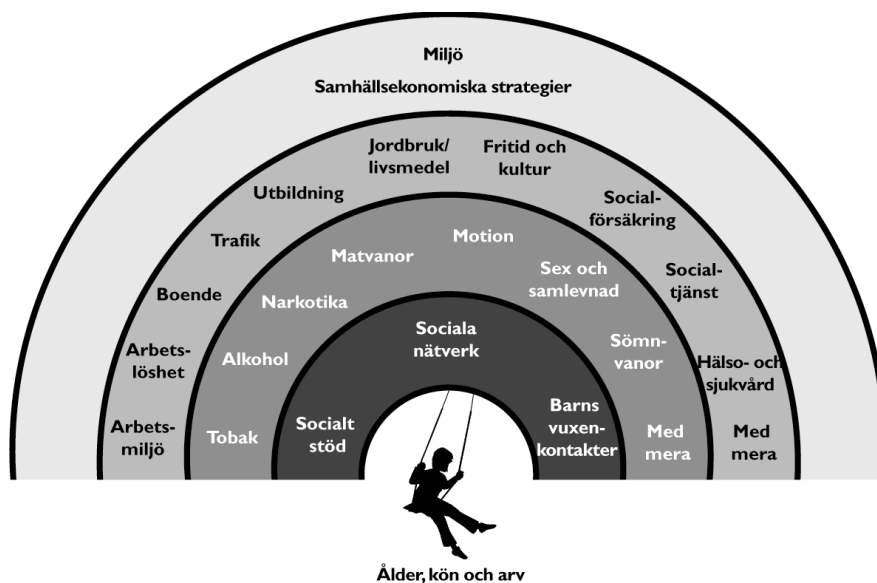 Miljö
Samhällsekonomiska strategier
Jordbruk/
livsmedel
Fritid och
kultur
Utbildning
Social-
försäkring
Trafik
Social-
tjänst
Boende
Arbets-
löshet
Hälso- och
sjukvård
Arbets-
miljö
Med
mera
Motion
Matvanor
Sex och
samlevnad
Narkotika
Sömn-
vanor
Alkohol
Tobak
Med
mera
Sociala
nätverk
Socialt
stöd
Barns
vuxen-
kontakter
Ålder, kön och arv